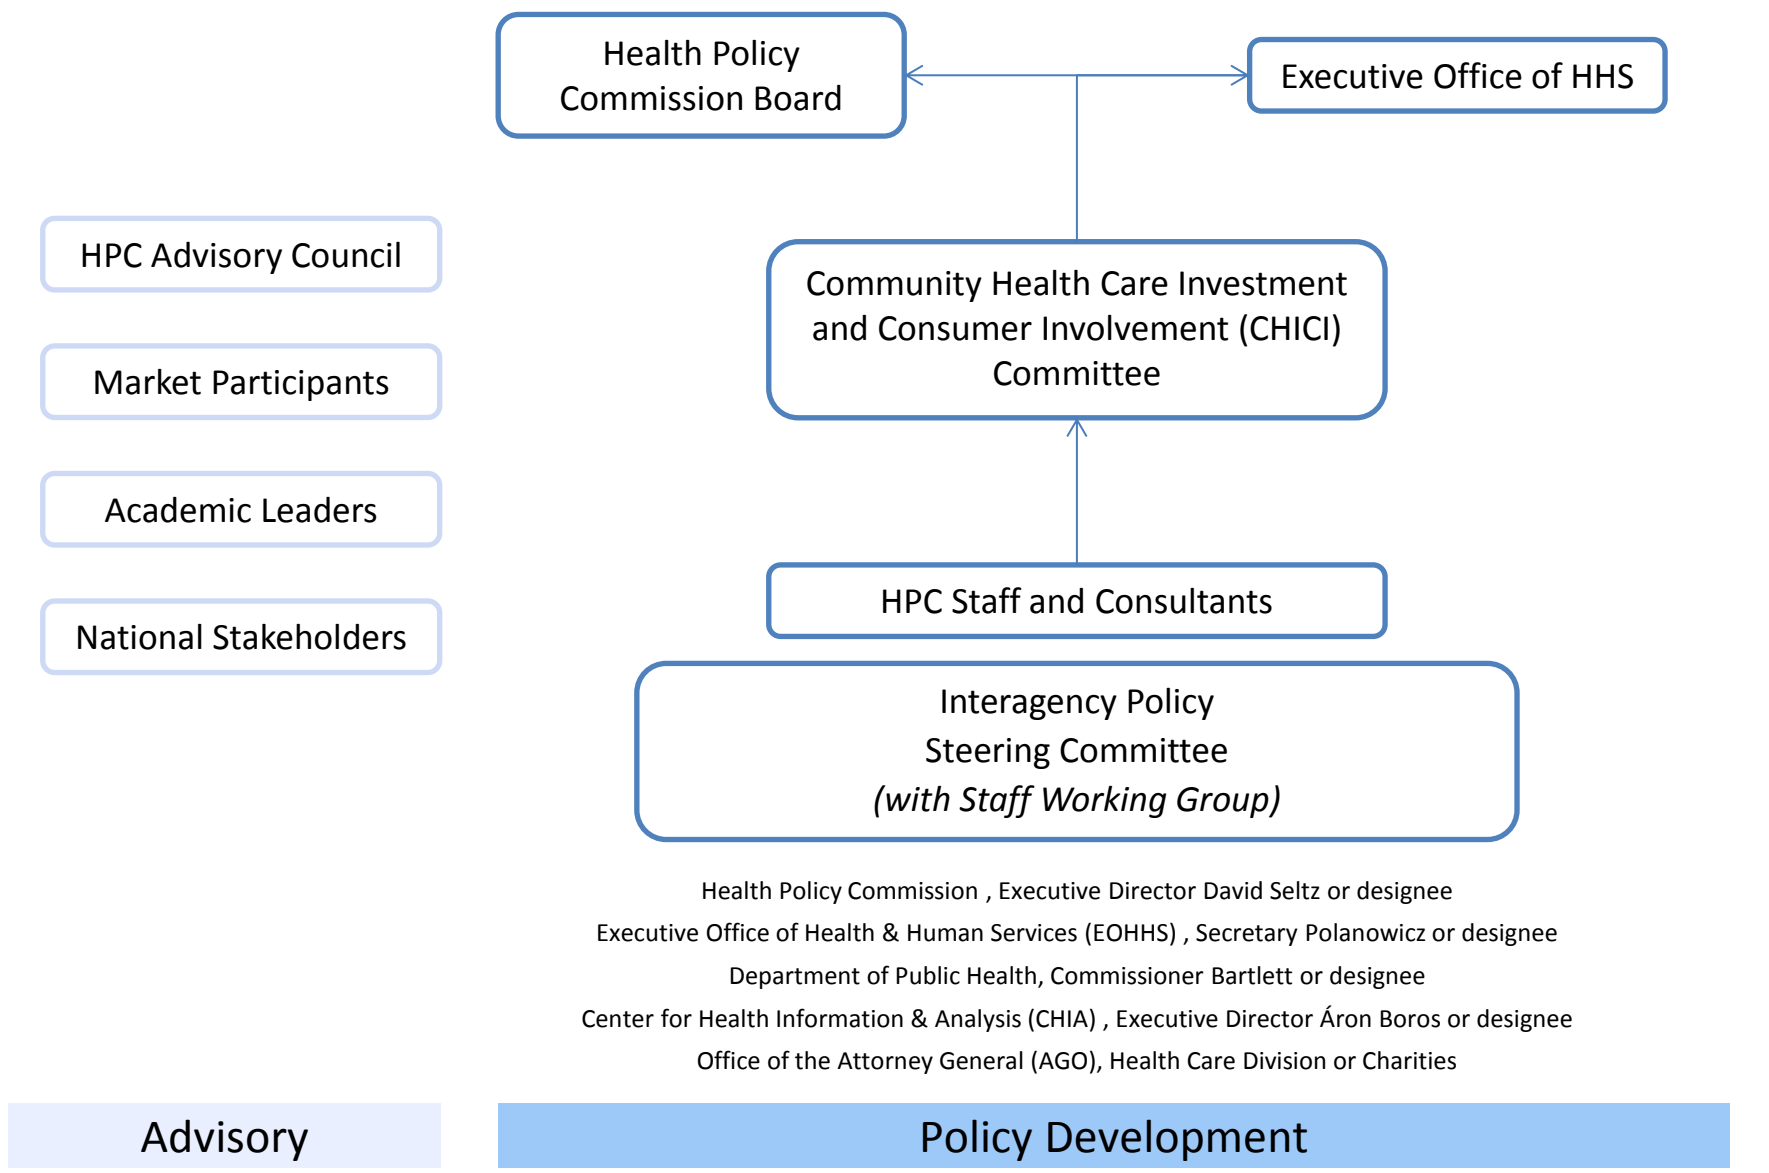 Health Policy
Commission Board
Executive Office of HHS
HPC Advisory Council
Market Participants
Academic Leaders
National Stakeholders
Community Health Care Investment
and Consumer Involvement (CHICI)
Committee
HPC Staff and Consultants
Interagency Policy
Steering Committee
(with Staff Working Group)
Health Policy Commission , Executive Director David Seltz or designee
Executive Office of Health & Human Services (EOHHS) , Secretary Polanowicz or designee
Department of Public Health, Commissioner Bartlett or designee
Center for Health Information & Analysis (CHIA) , Executive Director Áron Boros or designee
Office of the Attorney General (AGO), Health Care Division or Charities
Advisory
Policy Development